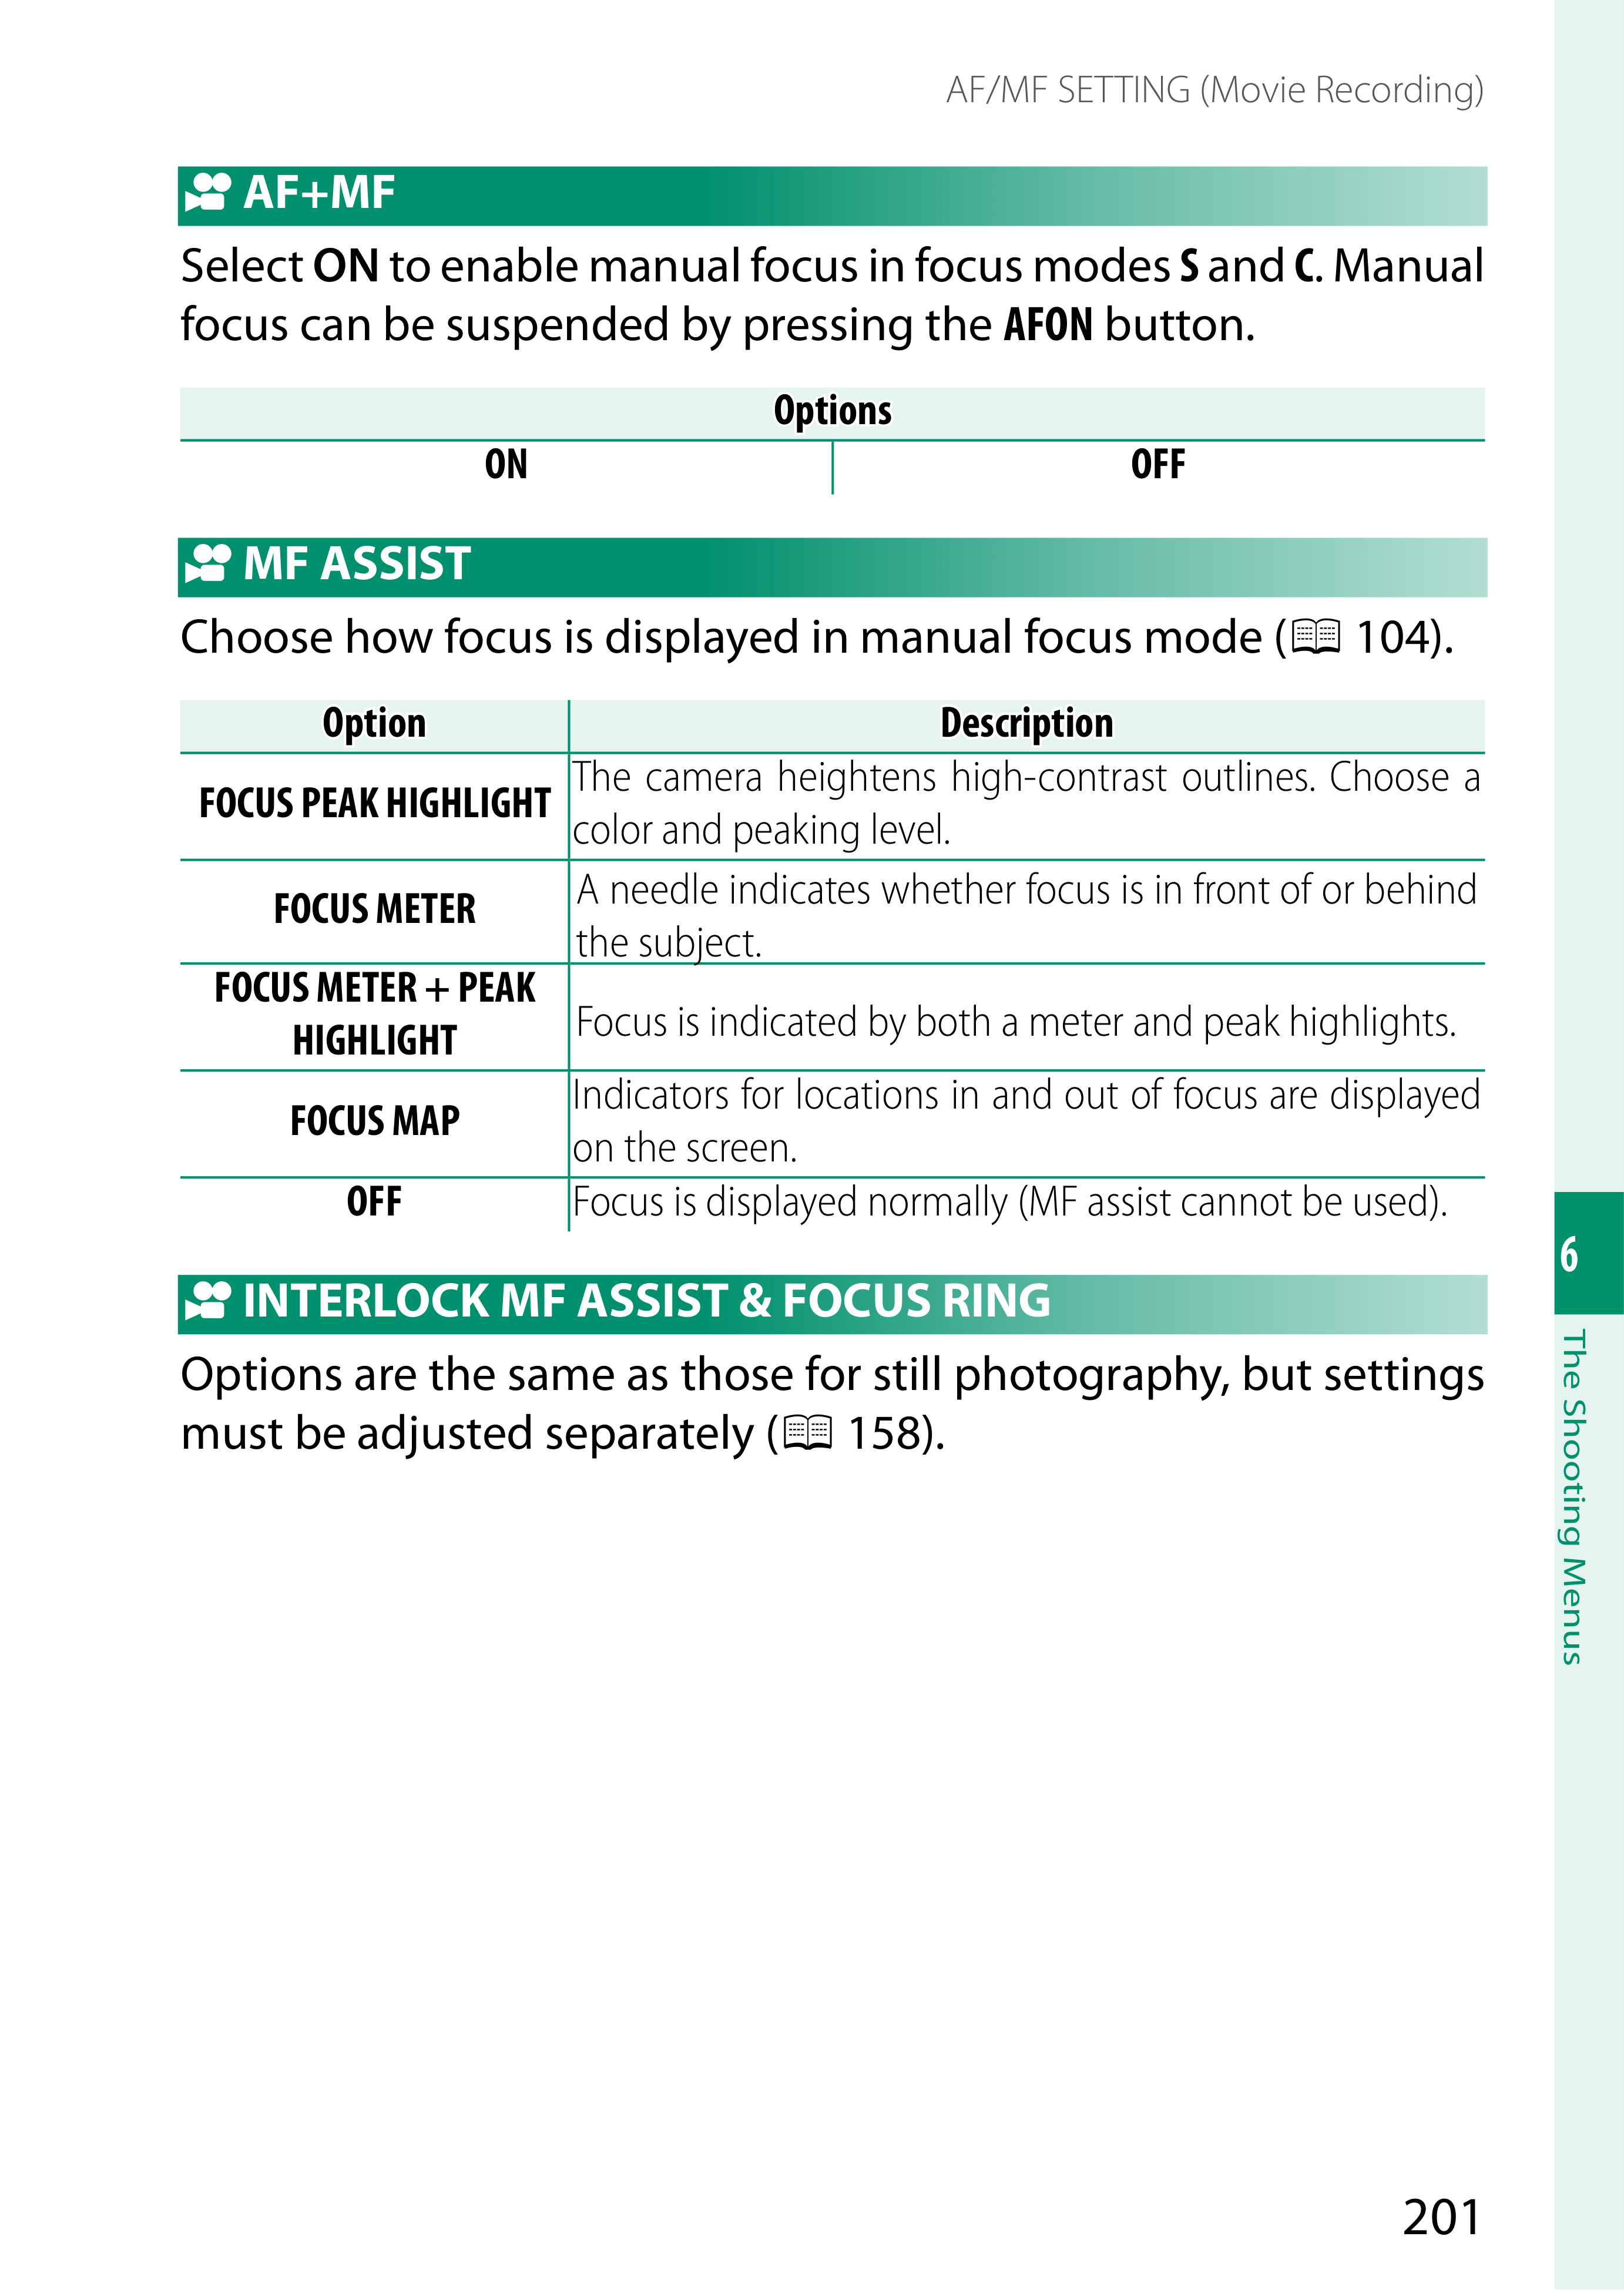 AF/MF SETTING (Movie Recording)
AF+MF
Select ON to enable manual focus in focus modes S and C. Manual
focus can be suspended by pressing the AFON button.
Options
ON OFF
MF ASSIST
Choose how focus is displayed in manual focus mode ( 104).
Option Description
FOCUS PEAK HIGHLIGHT
The camera heightens high-contrast outlines. Choose a
color and peaking level.
FOCUS METER
A needle indicates whether focus is in front of or behind
the subject.
FOCUS METER + PEAK
HIGHLIGHT
Focus is indicated by both a meter and peak highlights.
FOCUS MAP
Indicators for locations in and out of focus are displayed
on the screen.
OFF
Focus is displayed normally (MF assist cannot be used).
INTERLOCK MF ASSIST & FOCUS RING
Options are the same as those for still photography, but settings
must be adjusted separately ( 158).
6
The Shooting Menus
201